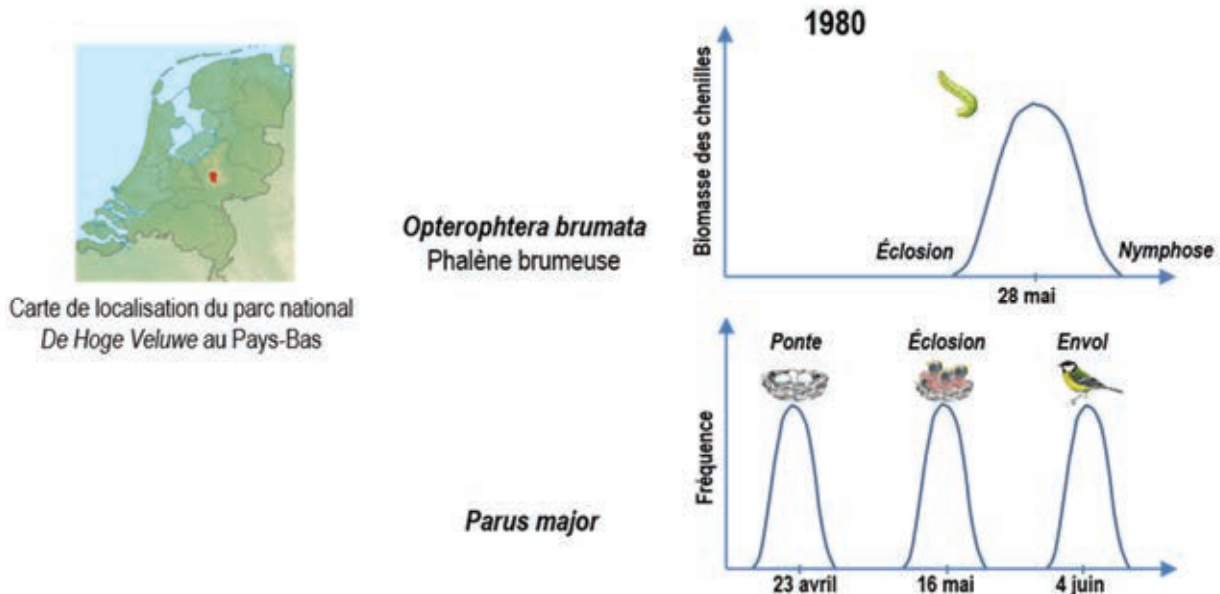 1980
Biomasse des chenilles
Opterophtera brumata
Phalène brumeuse
Éclosion
Nymphose
28 mai
Carte de localisation du parc national
De Hoge Veluwe au Pays-Bas
Ponte
Éclosion
Envol
Fréquence
Parus major
23 avril
16 mai
4 juin